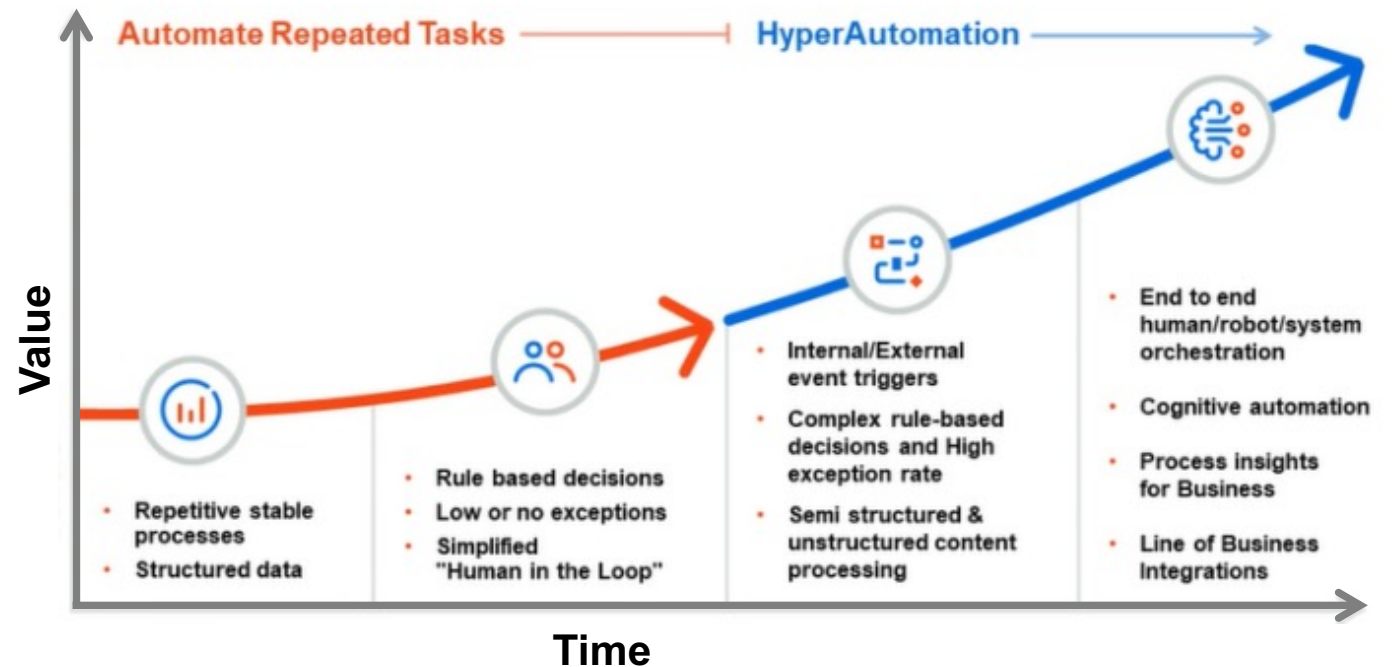 Automate Repeated Tasks
HyperAutomation
Value
Repetitive stable
processes
Structured data
Rule based decisions
Low or no exceptions
Simplified
"Human in the Loop"
Internal/External
event triggers
Complex rule-based
decisions and High
exception rate
Semi structured &
unstructured content
processing
End to end
human/robot/system
orchestration
Cognitive automation
Process insights
for Business
Line of Business
Integrations
Time